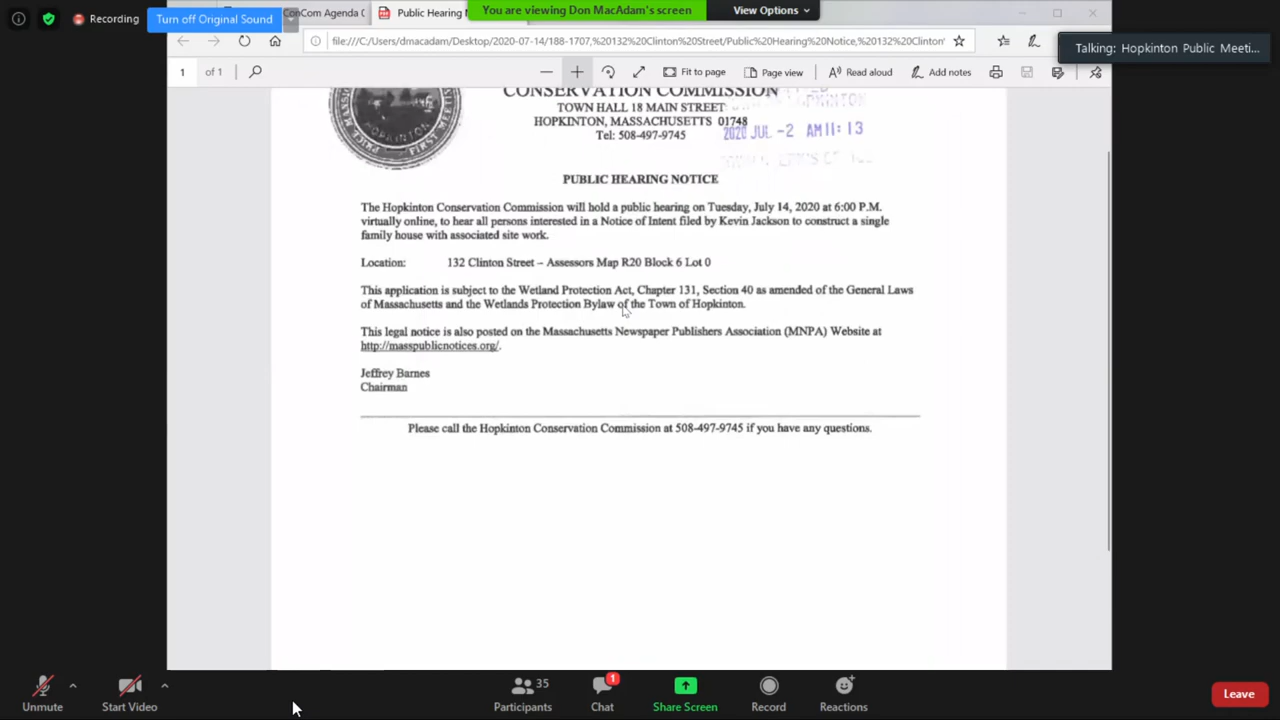 Recording
Turn off Original Sound
ConCom Agenda (
Public Hearing N
You are viewing Don MacAdam's screen
View Options
file:///C:/Users/dmacadam/Desktop/2020-07-14/188-1707,%20132%20Clinton%20Street/Public%20Hearing%20Notice,%20132%20Clinton'
Talking: Hopkinton Public Meeti...
1 of 1
Fit to page
Page view
Read aloud
Add notes
CONSERVATION COMMISSION
TOWN HALL 18 MAIN STREET
HOPKINTON, MASSACHUSETTS 01748
Tel: 508-497-9745
2020 JUL -2 AM 11: 13
HOPKINTON
PUBLIC HEARING NOTICE
The Hopkinton Conservation Commission will hold a public hearing on Tuesday, July 14, 2020 at 6:00 P.M.
virtually online, to hear all persons interested in a Notice of Intent filed by Kevin Jackson to construct a single
family house with associated site work.
Location: 132 Clinton Street – Assessors Map R20 Block 6 Lot 0
This application is subject to the Wetland Protection Act, Chapter 131, Section 40 as amended of the General Laws
of Massachusetts and the Wetlands Protection Bylaw of the Town of Hopkinton.
This legal notice is also posted on the Massachusetts Newspaper Publishers Association (MNPA) Website at
http://masspublicnotices.org/.
Jeffrey Barnes
Chairman
Please call the Hopkinton Conservation Commission at 508-497-9745 if you have any questions.
Unmute
Start Video
35
Participants
1
Chat
Share Screen
Record
Reactions
Leave